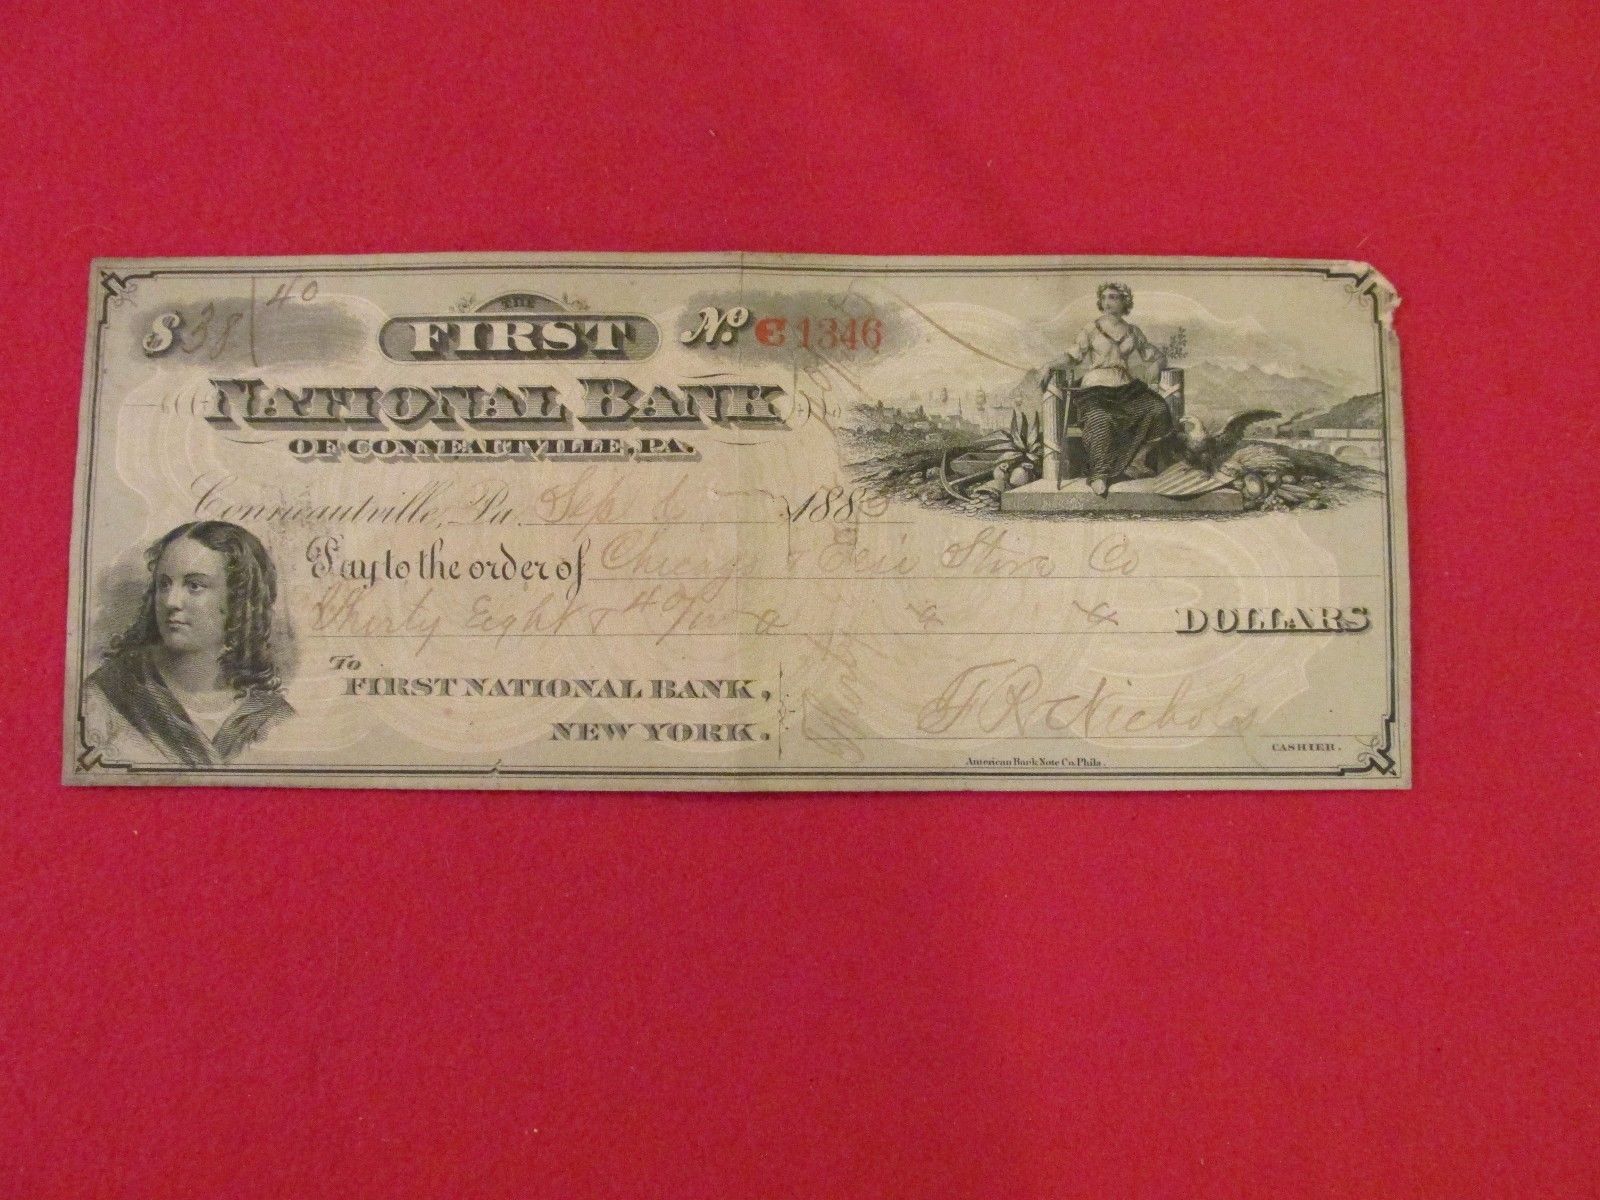 $ 38 40
THE
FIRST
No. E 1346
NATIONAL BANK
OF CONNEAUTVILLE, PA.
Conneautville, Pa. Sep 6 1883
Pay to the order of Chicago & Erie Stove Co
Thirty Eight & 40/100
DOLLARS
To
FIRST NATIONAL BANK,
NEW YORK.
F R Nichols
CASHIER.
American Bank Note Co. Phila.